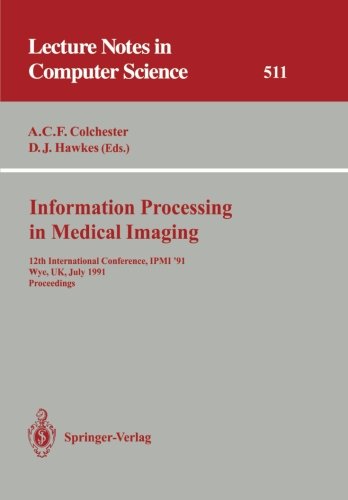 Lecture Notes in
Computer Science
511
A.C.F. Colchester
D.J. Hawkes (Eds.)
Information Processing
in Medical Imaging
12th International Conference, IPMI '91
Wye, UK, July 1991
Proceedings
Springer-Verlag